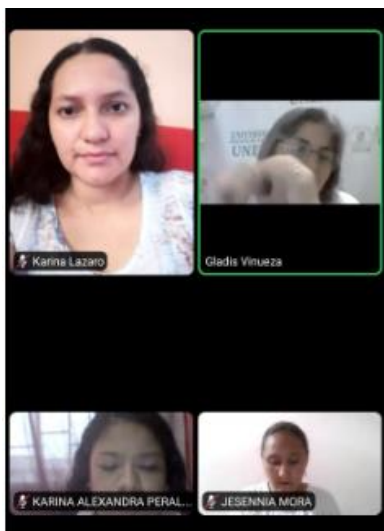 Karina Lazaro
Gladis Vinueza
KARINA ALEXANDRA PERAL...
JESENNIA MORA